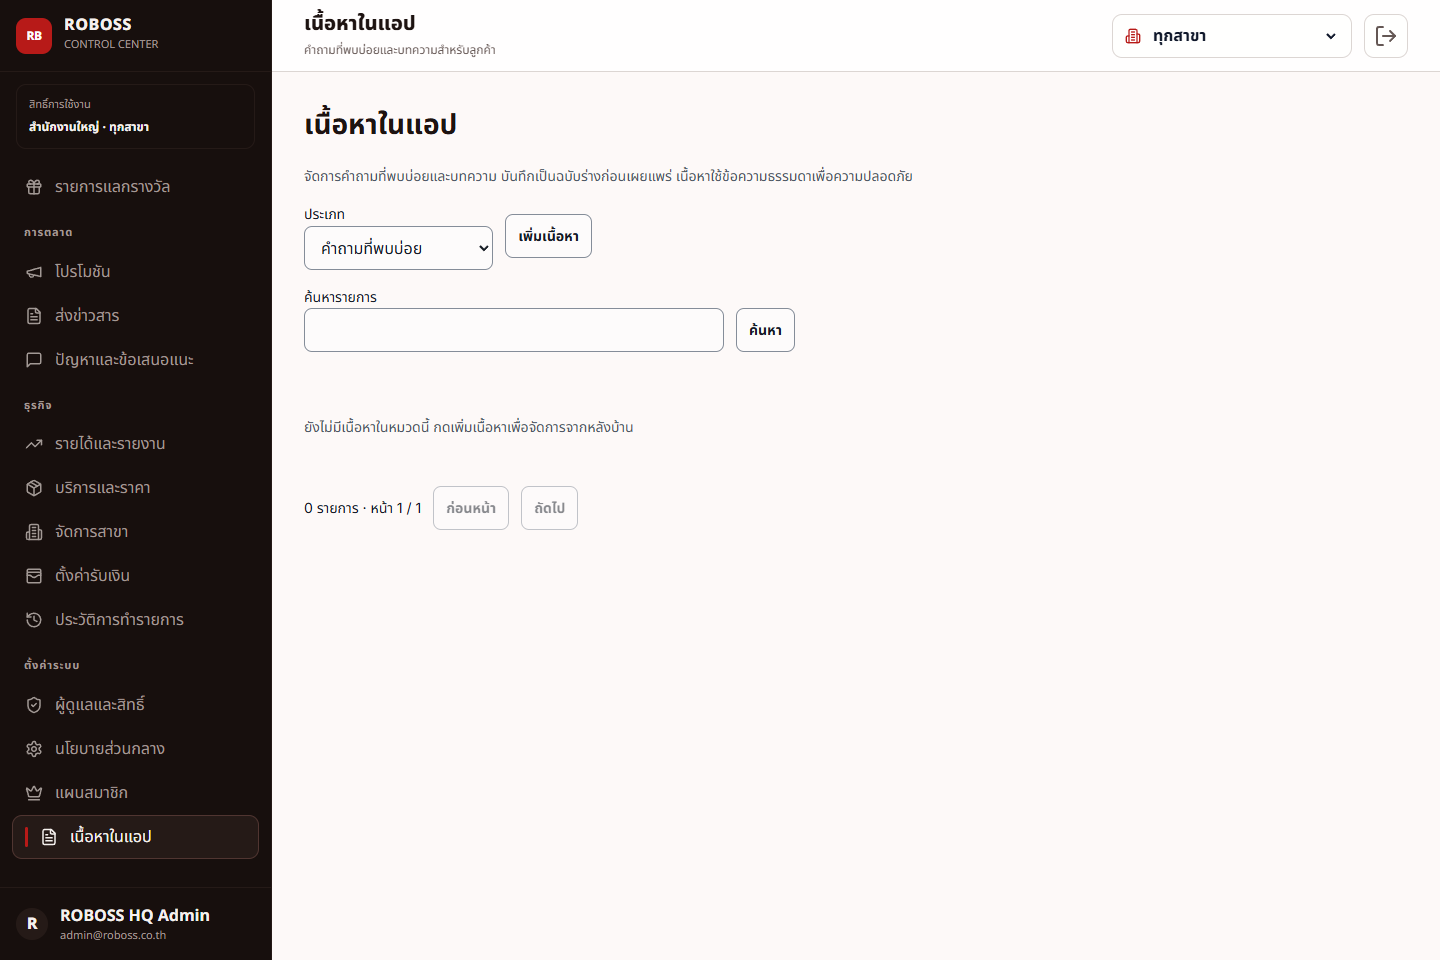 RB
ROBOSS
CONTROL CENTER
สิทธิ์การใช้งาน
สำนักงานใหญ่ · ทุกสาขา
รายการแลกรางวัล
การตลาด
โปรโมชัน
ส่งข่าวสาร
ปัญหาและข้อเสนอแนะ
ธุรกิจ
รายได้และรายงาน
บริการและราคา
จัดการสาขา
ตั้งค่ารับเงิน
ประวัติการทำรายการ
ตั้งค่าระบบ
ผู้ดูแลและสิทธิ์
นโยบายส่วนกลาง
แผนสมาชิก
เนื้อหาในแอป
R
ROBOSS HQ Admin
admin@roboss.co.th
เนื้อหาในแอป
คำถามที่พบบ่อยและบทความสำหรับลูกค้า
ทุกสาขา
เนื้อหาในแอป
จัดการคำถามที่พบบ่อยและบทความ บันทึกเป็นฉบับร่างก่อนเผยแพร่ เนื้อหาใช้ข้อความธรรมดาเพื่อความปลอดภัย
ประเภท
คำถามที่พบบ่อย
เพิ่มเนื้อหา
ค้นหารายการ
ค้นหา
ยังไม่มีเนื้อหาในหมวดนี้ กดเพิ่มเนื้อหาเพื่อจัดการจากหลังบ้าน
0 รายการ · หน้า 1 / 1
ก่อนหน้า
ถัดไป